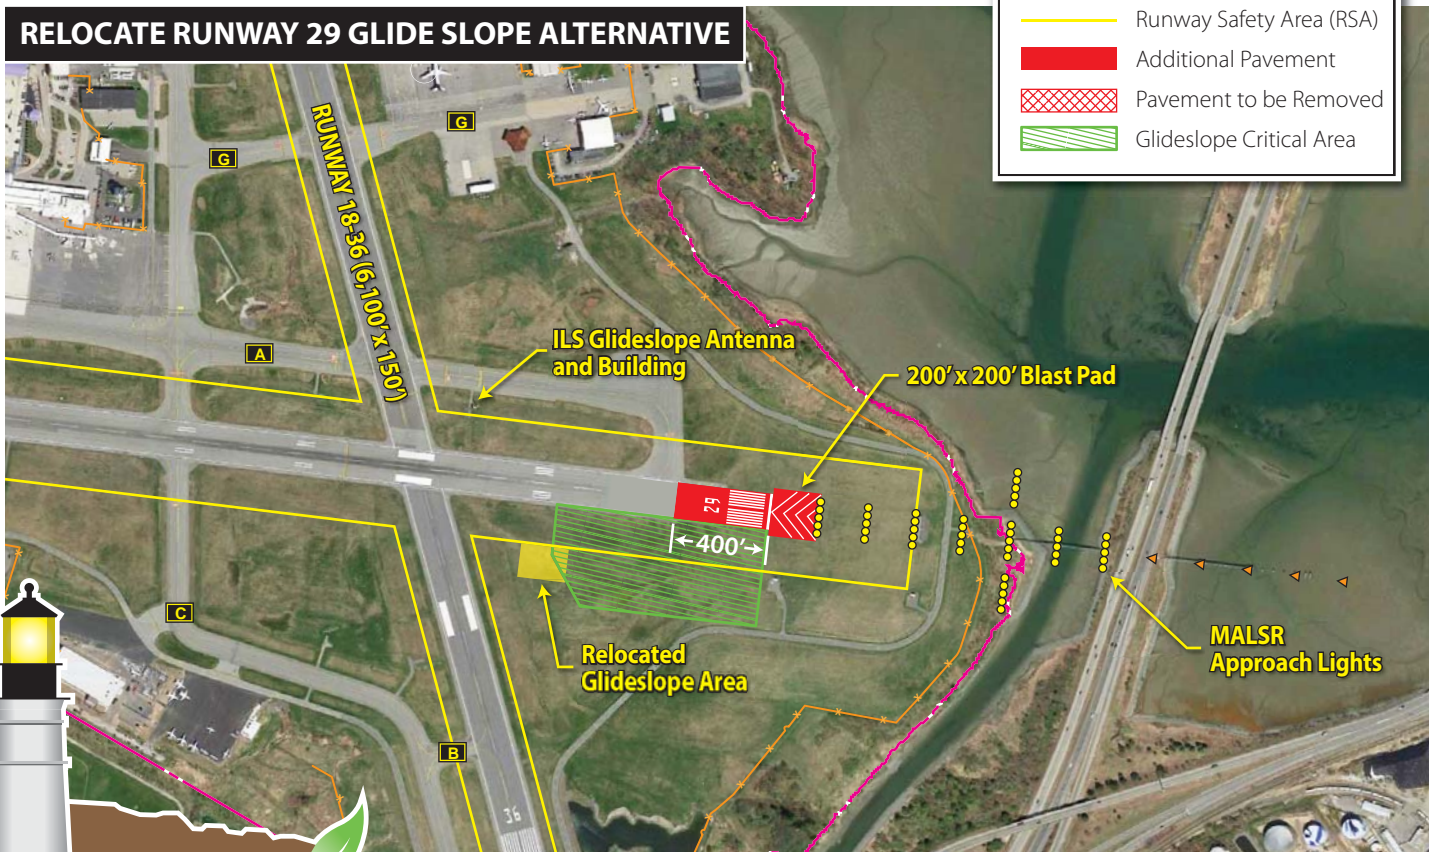 RELOCATE RUNWAY 29 GLIDE SLOPE ALTERNATIVE
Runway Safety Area (RSA)
Additional Pavement
Pavement to be Removed
Glideslope Critical Area
G
G
RUNWAY 18-36 (6,100' x 150')
A
ILS Glideslope Antenna
and Building
200' x 200' Blast Pad
29
400'
Relocated
Glideslope Area
C
MALSR
Approach Lights
B
36